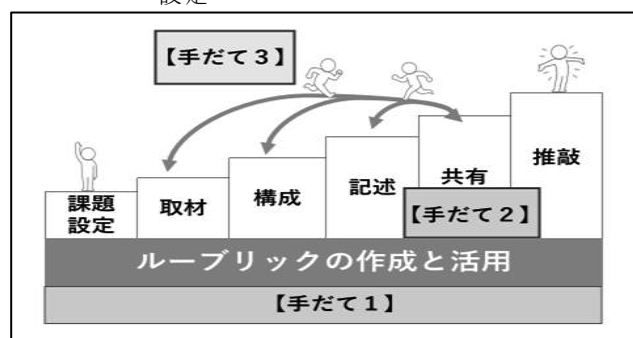 設定
【手だて３】
課題
設定
取材
構成
記述
共有
推敲
【手だて２】
ルーブリックの作成と活用
【手だて１】